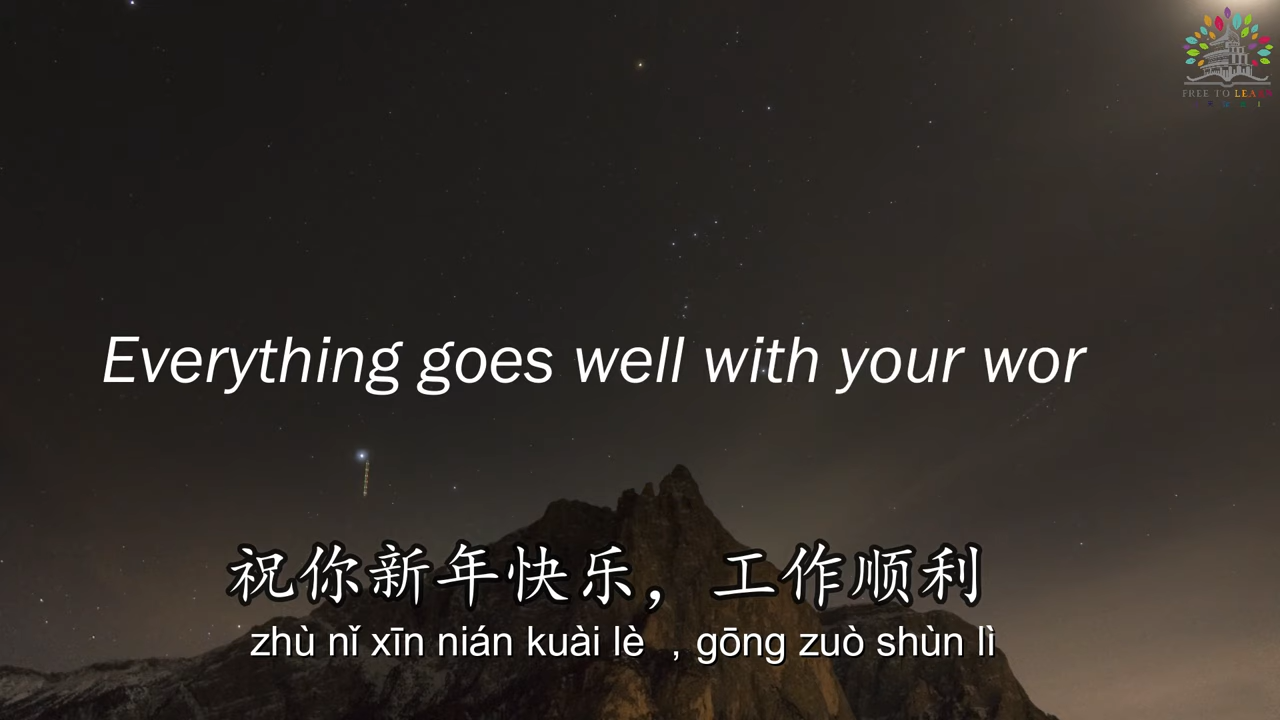 FREE TO LEARN
Everything goes well with your wor
祝你新年快乐，工作顺利
zhù nǐ xīn nián kuài lè , gōng zuò shùn lì